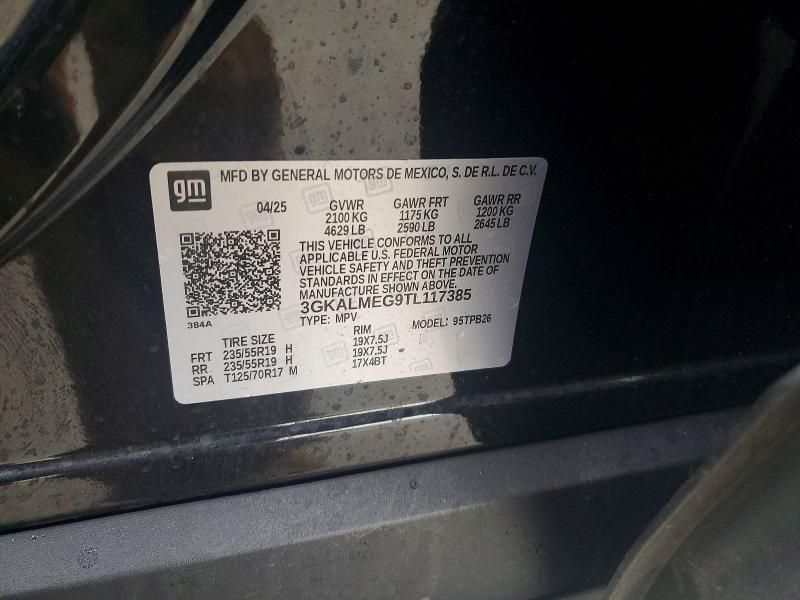 gm
MFD BY GENERAL MOTORS DE MEXICO, S. DE R.L. DE C.V.
04/25 GVWR GAWR FRT GAWR RR
2100 KG 1175 KG 1200 KG
4629 LB 2590 LB 2645 LB
THIS VEHICLE CONFORMS TO ALL
APPLICABLE U.S. FEDERAL MOTOR
VEHICLE SAFETY AND THEFT PREVENTION
STANDARDS IN EFFECT ON THE DATE OF
MANUFACTURE SHOWN ABOVE.
3GKALMEG9TL117385
384A
TYPE: MPV MODEL: 95TPB26
TIRE SIZE RIM
FRT 235/55R19 H 19X7.5J
RR 235/55R19 H 19X7.5J
SPA T125/70R17 M 17X4BT